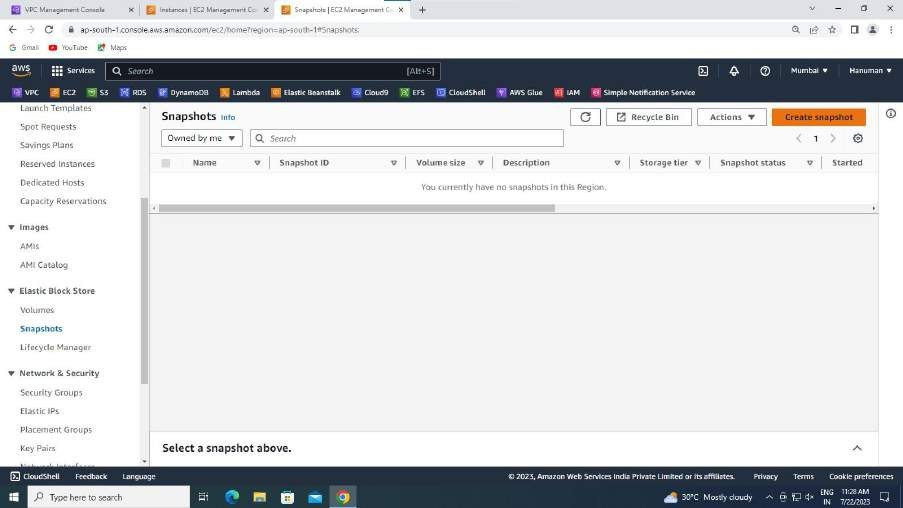 VPC Management Console
Instances | EC2 Management Co
Snapshots | EC2 Management Co
ap-south-1.console.aws.amazon.com/ec2/home?region=ap-south-1#Snapshots:
Gmail YouTube Maps
aws Services Search [Alt+S] Mumbai ▼ Hanuman ▼
VPC EC2 S3 RDS DynamoDB Lambda Elastic Beanstalk Cloud9 EFS CloudShell AWS Glue IAM Simple Notification Service
Launch Templates
Spot Requests
Savings Plans
Reserved Instances
Dedicated Hosts
Capacity Reservations
Images
AMIs
AMI Catalog
Elastic Block Store
Volumes
Snapshots
Lifecycle Manager
Network & Security
Security Groups
Elastic IPs
Placement Groups
Key Pairs
Network Interfaces
Snapshots Info Recycle Bin Actions ▼ Create snapshot
Owned by me ▼ Search 1
Name Snapshot ID Volume size Description Storage tier Snapshot status Started
You currently have no snapshots in this Region.
Select a snapshot above.
CloudShell Feedback Language © 2023, Amazon Web Services India Private Limited or its affiliates. Privacy Terms Cookie preferences
Type here to search 30°C Mostly cloudy ENG IN 11:28 AM 7/22/2023